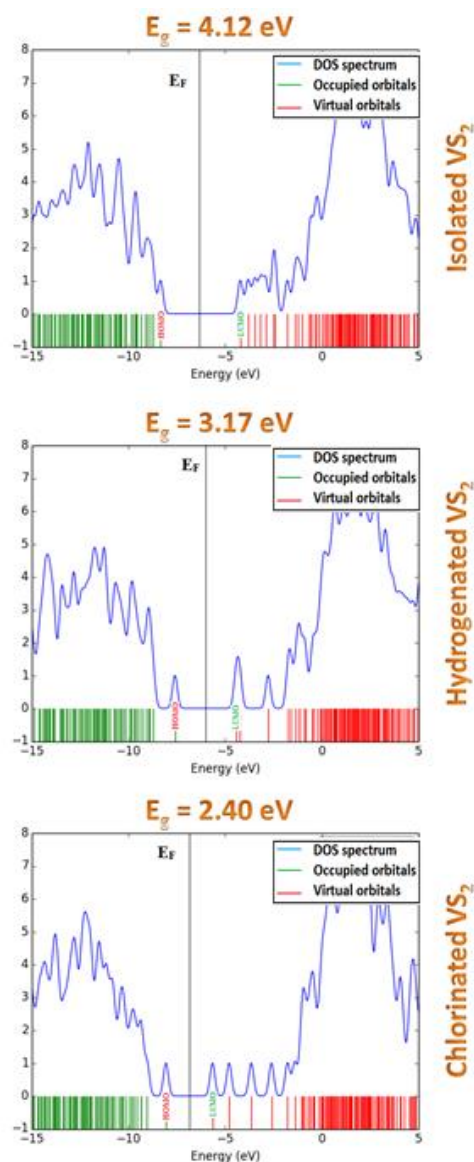 E_g = 4.12 eV
E_F
DOS spectrum
Occupied orbitals
Virtual orbitals
8
7
6
5
4
3
2
1
0
−1
HOMO
LUMO
−15
−10
−5
0
5
Energy (eV)
Isolated VS₂
E_g = 3.17 eV
E_F
DOS spectrum
Occupied orbitals
Virtual orbitals
8
7
6
5
4
3
2
1
0
−1
HOMO
LUMO
−15
−10
−5
0
5
Energy (eV)
Hydrogenated VS₂
E_g = 2.40 eV
E_F
DOS spectrum
Occupied orbitals
Virtual orbitals
8
7
6
5
4
3
2
1
0
−1
HOMO
LUMO
−15
−10
−5
0
5
Energy (eV)
Chlorinated VS₂